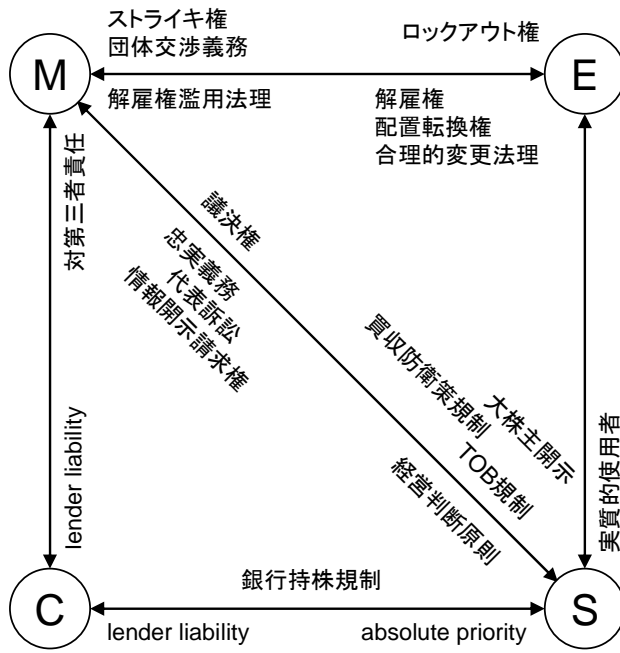 ストライキ権
団体交渉義務
ロックアウト権
M
E
解雇権濫用法理
解雇権
配置転換権
合理的変更法理
対第三者責任
議決権
忠実義務
代表訴訟
情報開示請求権
買収防衛策規制
大株主開示
TOB規制
経営判断原則
実質的使用者
lender liability
銀行持株規制
C
S
lender liability
absolute priority